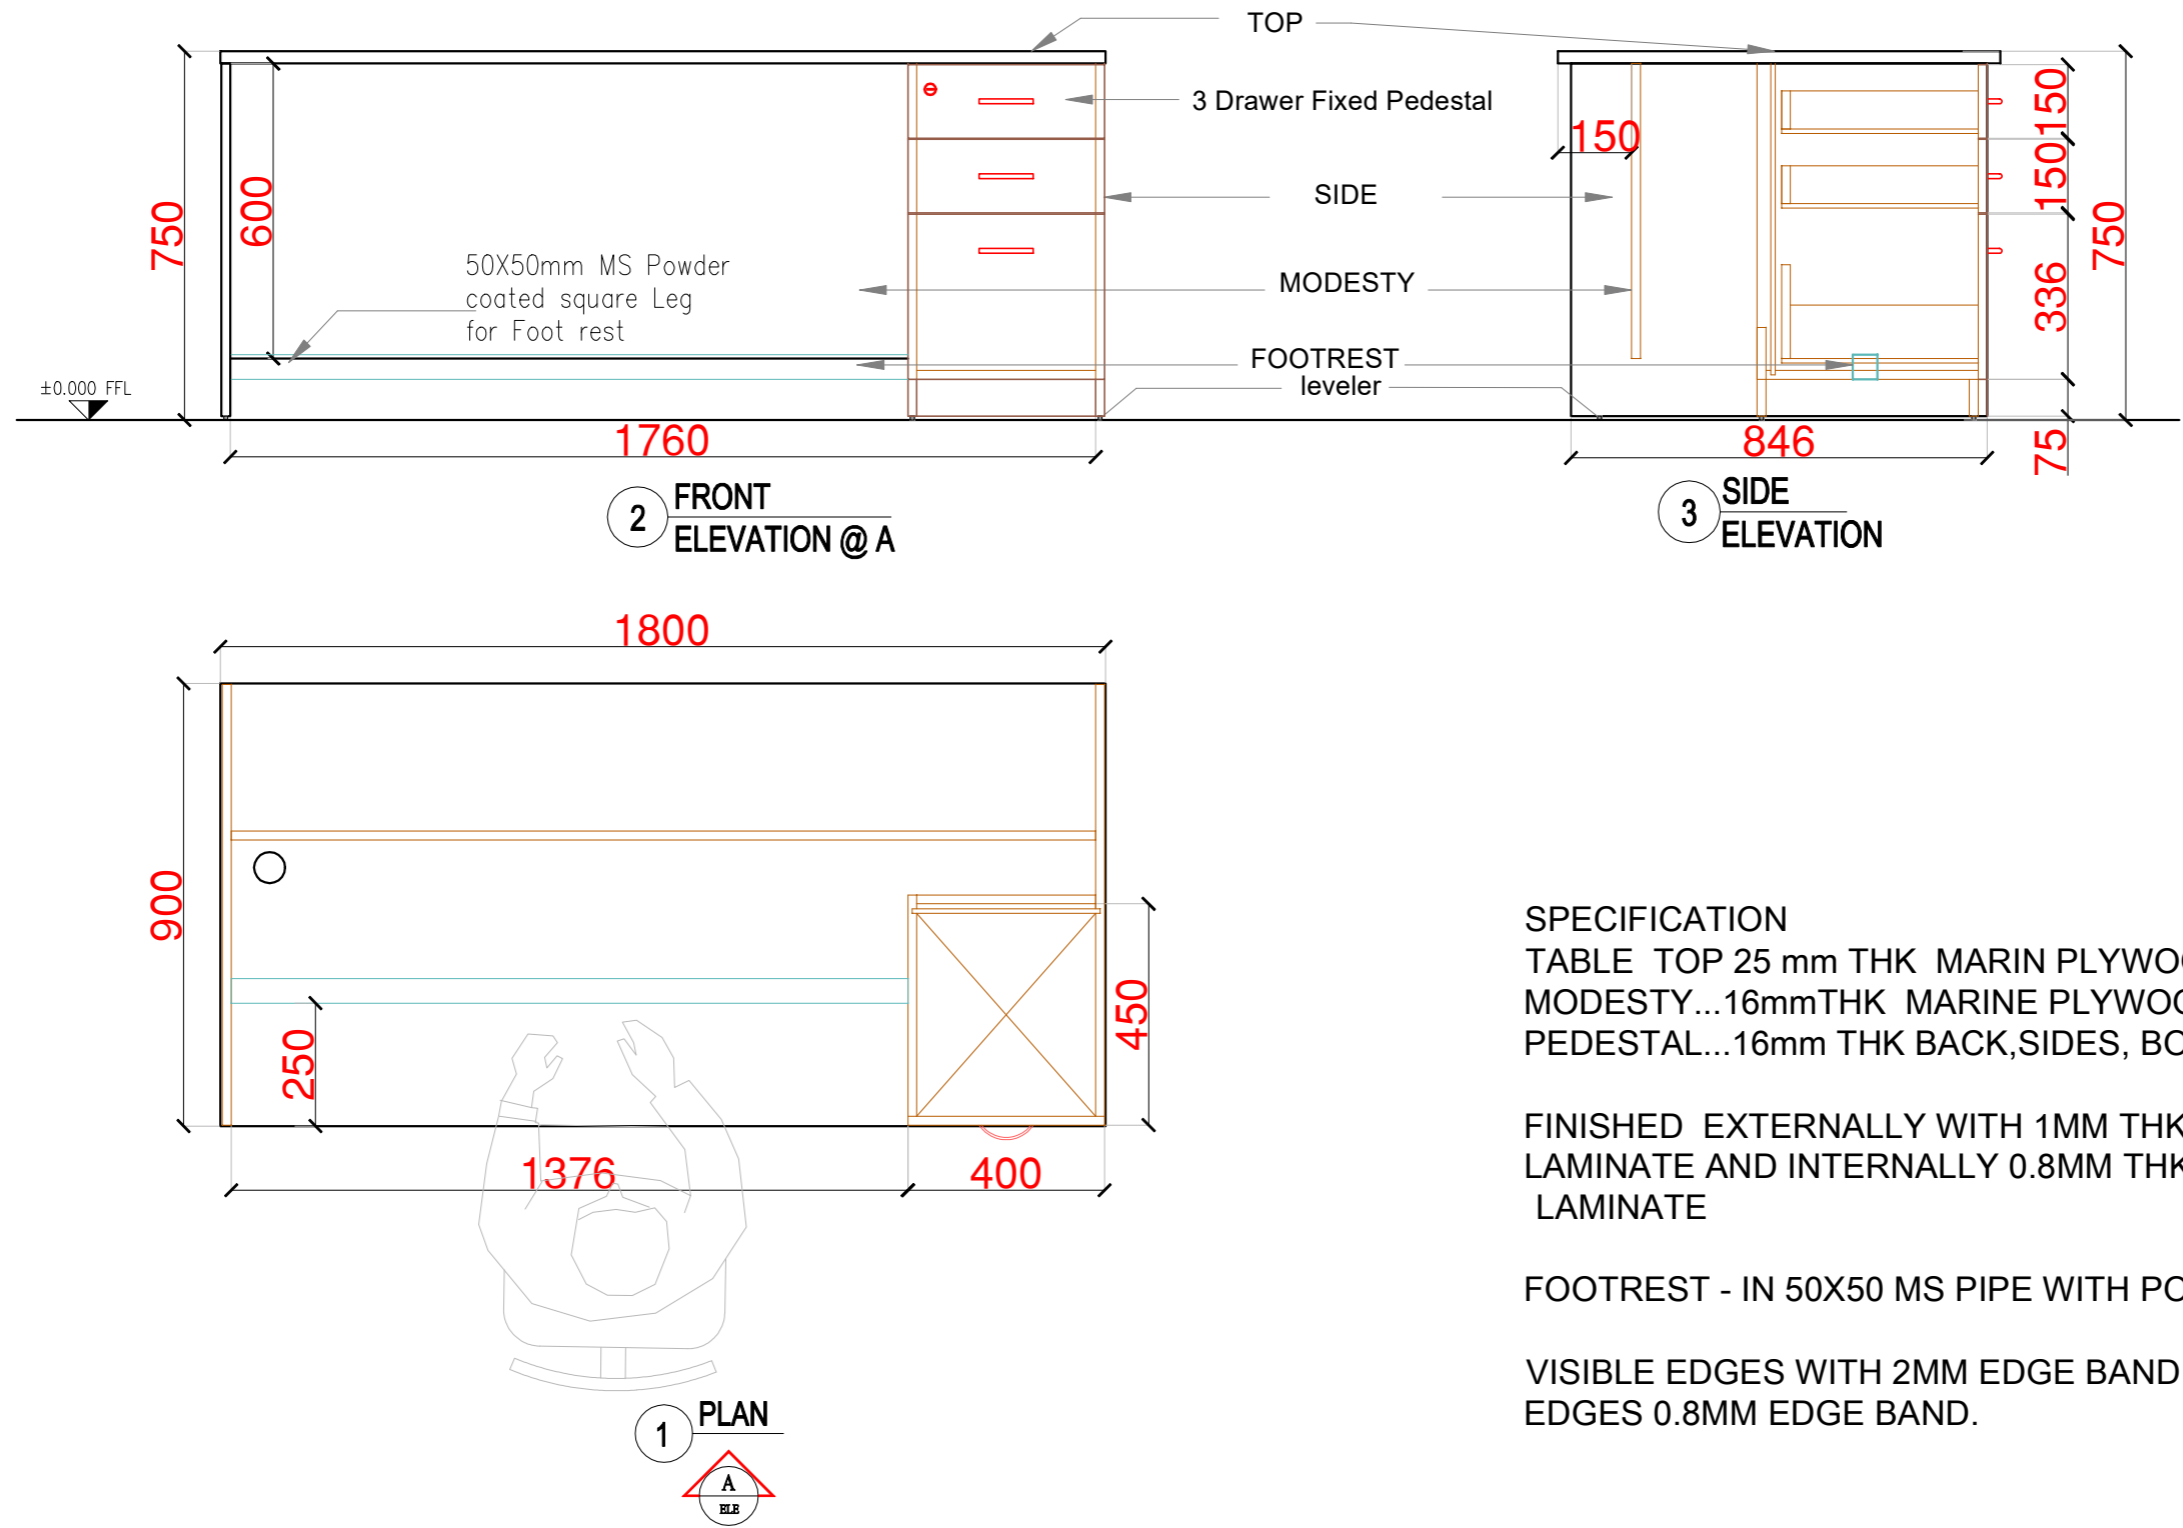 TOP
3 Drawer Fixed Pedestal
SIDE
MODESTY
FOOTREST
leveler
50X50mm MS Powder
coated square Leg
for Foot rest
±0.000 FFL
750
600
1760
150
150
150
336
750
75
846
2 FRONT
ELEVATION @ A
3 SIDE
ELEVATION
1800
900
250
450
1376
400
1 PLAN
A
ELE
SPECIFICATION
TABLE TOP 25 mm THK MARIN PLYWO
MODESTY...16mmTHK MARINE PLYWO
PEDESTAL...16mm THK BACK,SIDES, BO
FINISHED EXTERNALLY WITH 1MM THK
LAMINATE AND INTERNALLY 0.8MM THK
LAMINATE
FOOTREST - IN 50X50 MS PIPE WITH PO
VISIBLE EDGES WITH 2MM EDGE BAND
EDGES 0.8MM EDGE BAND.